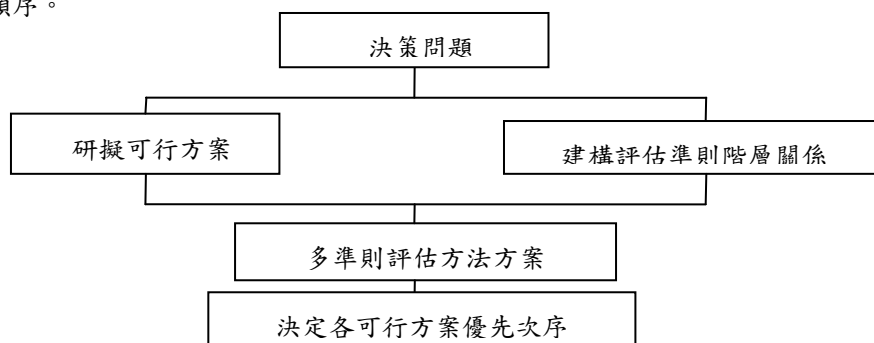 順序。
決策問題
研擬可行方案
建構評估準則階層關係
多準則評估方法方案
決定各可行方案優先次序